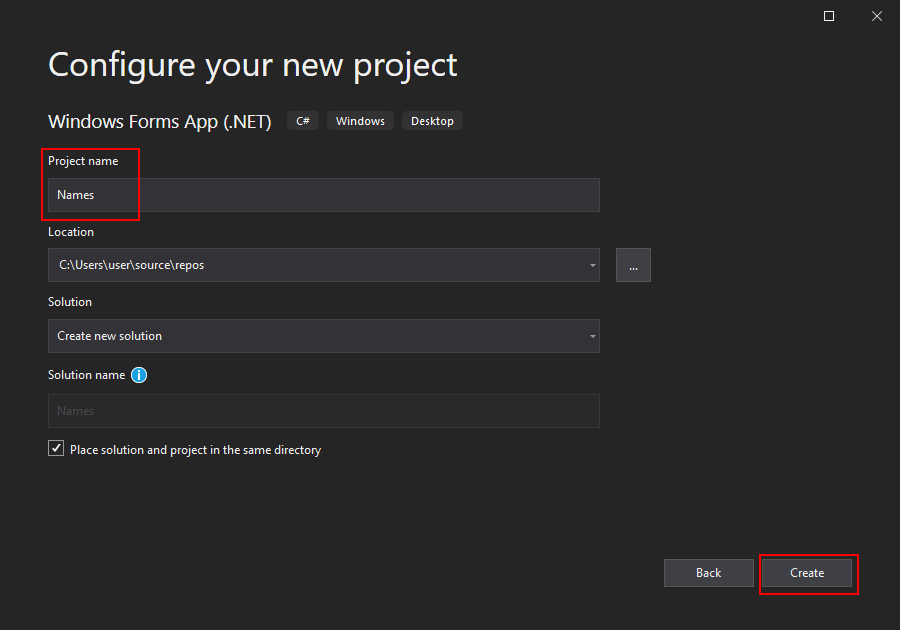 Configure your new project
Windows Forms App (.NET) C# Windows Desktop
Project name
Names
Location
C:\Users\user\source\repos
...
Solution
Create new solution
Solution name
Names
Place solution and project in the same directory
Back Create